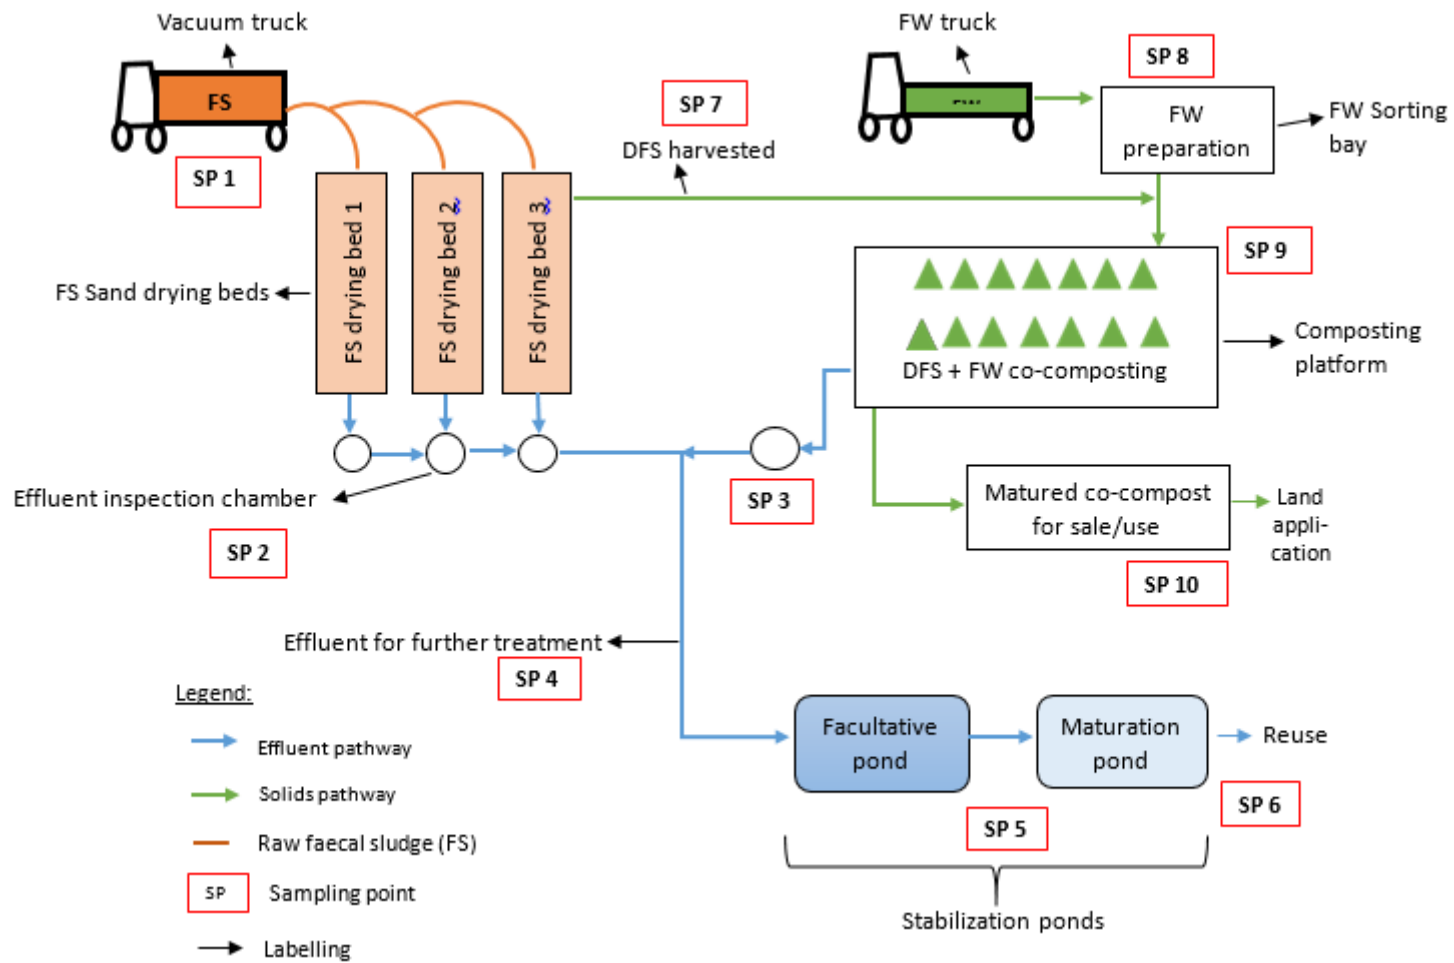 Vacuum truck
FS
SP 1
FW truck
SP 8
FW
preparation
FW Sorting
bay
SP 7
DFS harvested
FS drying bed 1
FS drying bed 2
FS drying bed 3
FS Sand drying beds
SP 9
DFS + FW co-composting
Composting
platform
Effluent inspection chamber
SP 2
SP 3
Matured co-compost
for sale/use
Land
appli-
cation
SP 10
Effluent for further treatment
SP 4
Facultative
pond
Maturation
pond
Reuse
SP 5
SP 6
Stabilization ponds
Legend:
Effluent pathway
Solids pathway
Raw faecal sludge (FS)
SP
Sampling point
Labelling